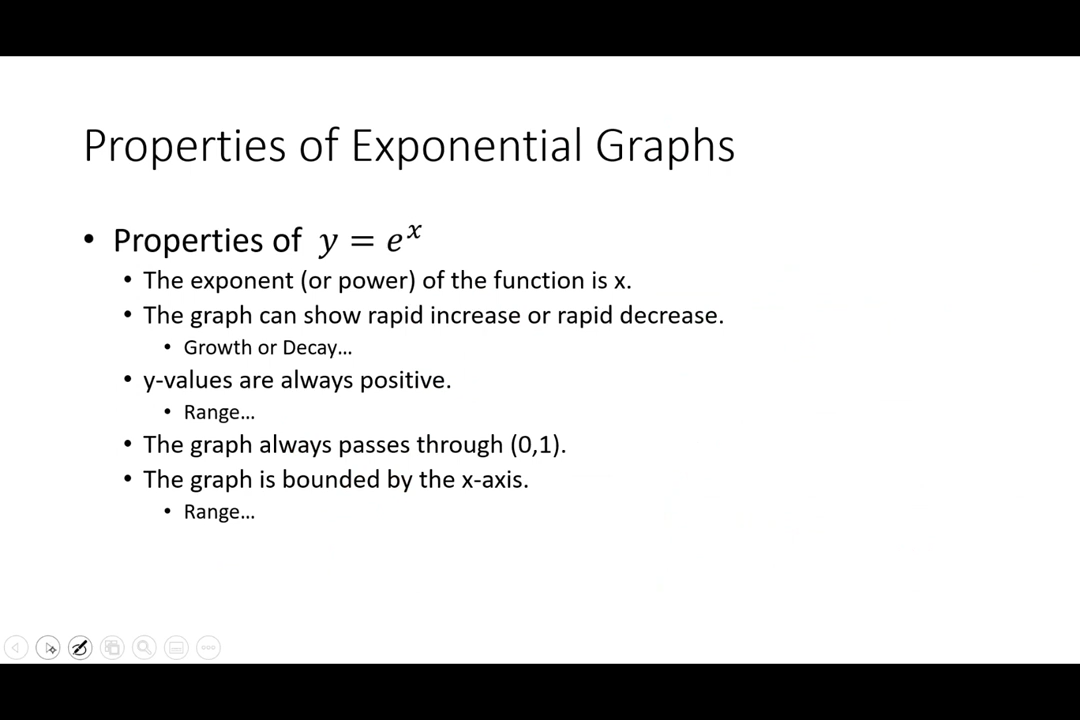 Properties of Exponential Graphs
• Properties of y = eˣ
• The exponent (or power) of the function is x.
• The graph can show rapid increase or rapid decrease.
• Growth or Decay…
• y-values are always positive.
• Range…
• The graph always passes through (0,1).
• The graph is bounded by the x-axis.
• Range…